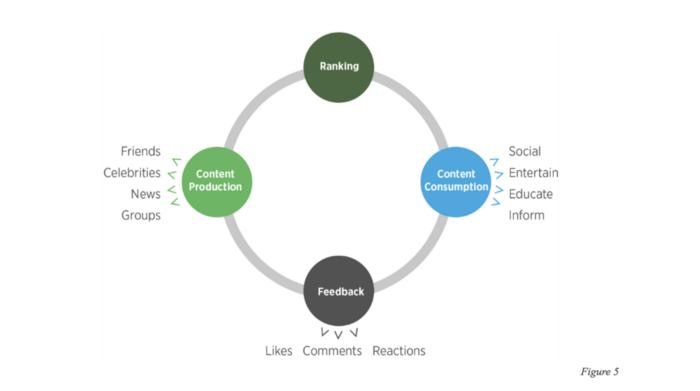 Ranking
Friends
Celebrities
News
Groups
Content
Production
Content
Consumption
Social
Entertain
Educate
Inform
Feedback
Likes Comments Reactions
Figure 5